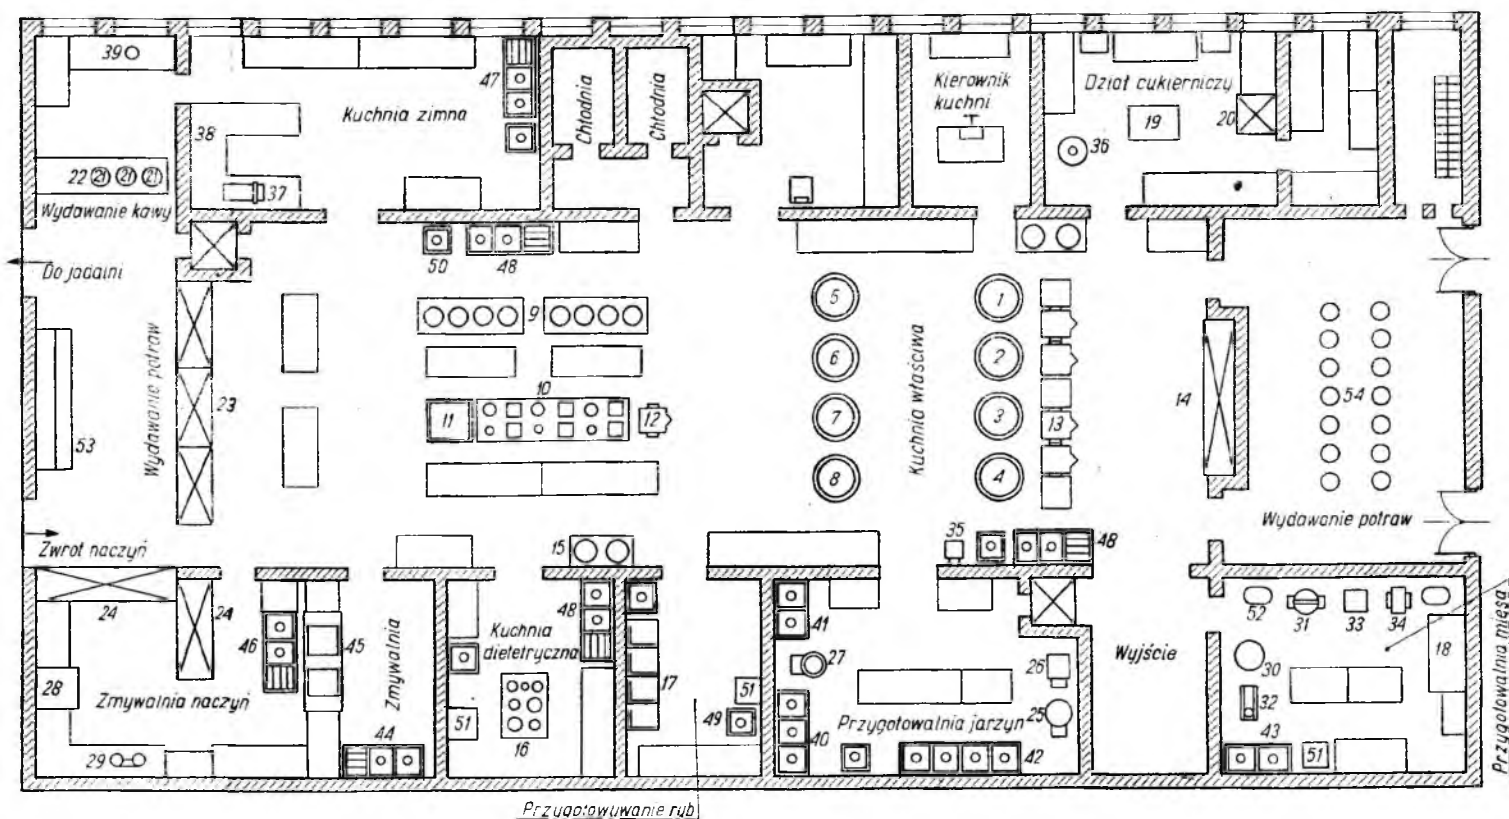 39
47
Kuchnia zimna
Chłodnia
Chłodnia
Kierownik
kuchni
Dział cukierniczy
19
20
36
38
37
22 21 21 21
Wydawanie kawy
50
48
Do jadalni
9
5
1
6
2
10
11
12
7
3
13
8
4
Wydawanie potraw
23
53
Kuchnia właściwa
14
54
Wydawanie potraw
Zwrot naczyń
15
35
48
24
24
46
45
Zmywalnia
48
Kuchnia
dietetryczna
17
41
27
26
25
Wyjście
52
31
33
34
30
18
32
43
51
28
Zmywalnia naczyń
29
44
51
16
51
49
40
Przygotowalnia jarzyn
42
Przygotowalnia mięsa
Przygotowywanie ryb